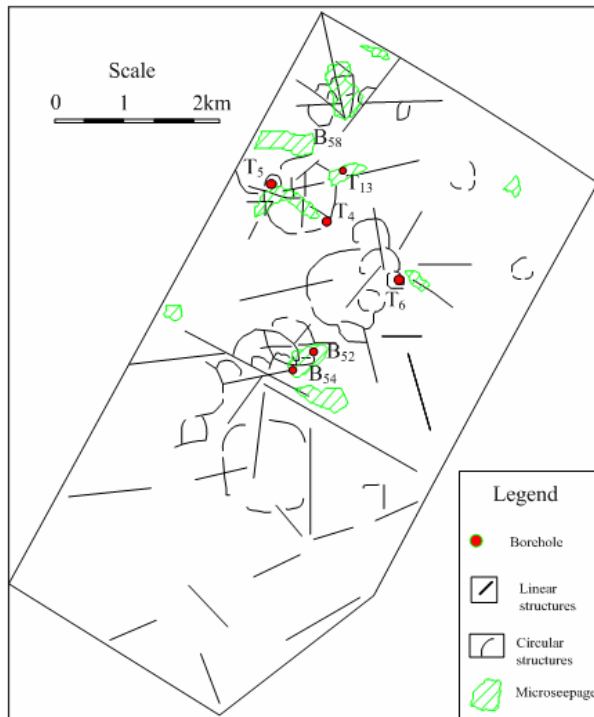 Scale
0 1 2km
B58
T5
T13
T4
T6
B52
B54
Legend
Borehole
Linear
structures
Circular
structures
Microseepage